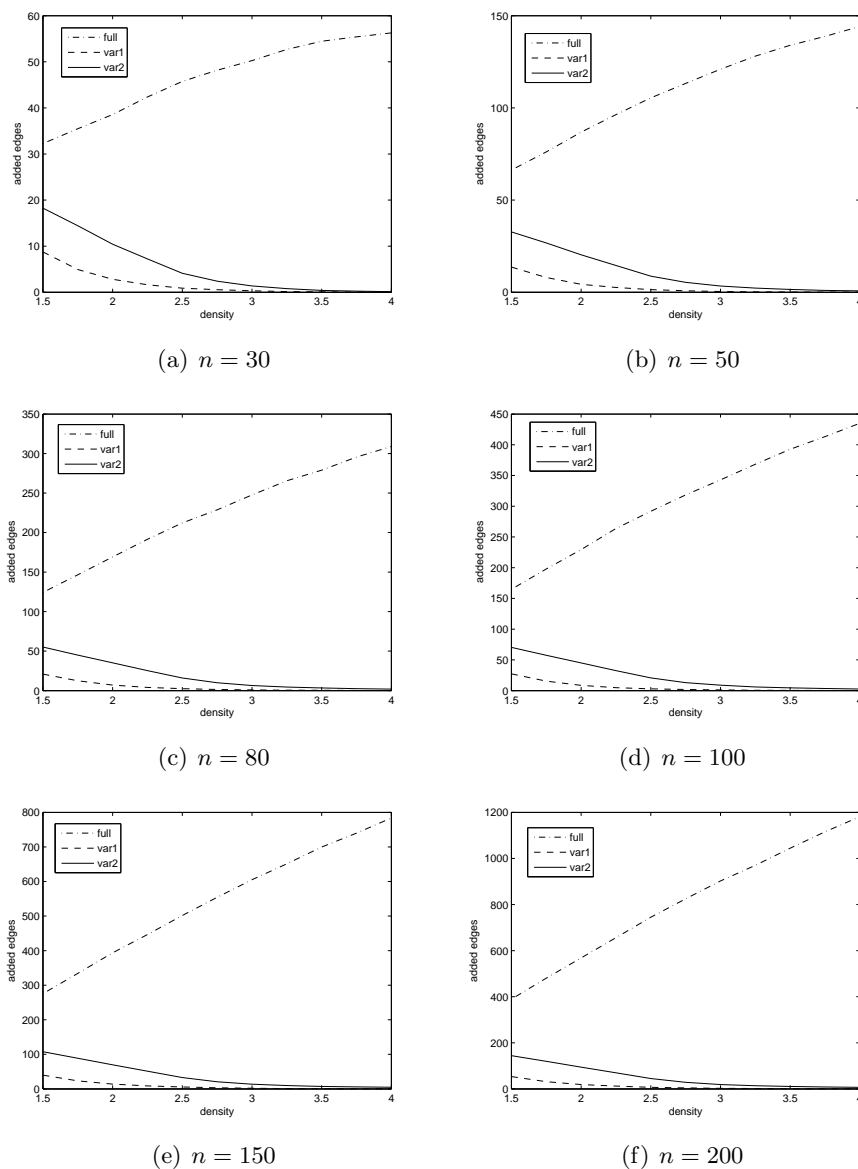 60
50
40
30
20
10
0
added edges
full
var1
var2
1.5 2 2.5 3 3.5 4
density
(a) n = 30
150
100
50
0
added edges
full
var1
var2
1.5 2 2.5 3 3.5 4
density
(b) n = 50
350
300
250
200
150
100
50
0
added edges
full
var1
var2
1.5 2 2.5 3 3.5 4
density
(c) n = 80
450
400
350
300
250
200
150
100
50
0
added edges
full
var1
var2
1.5 2 2.5 3 3.5 4
density
(d) n = 100
800
700
600
500
400
300
200
100
0
added edges
full
var1
var2
1.5 2 2.5 3 3.5 4
density
(e) n = 150
1200
1000
800
600
400
200
0
added edges
full
var1
var2
1.5 2 2.5 3 3.5 4
density
(f) n = 200